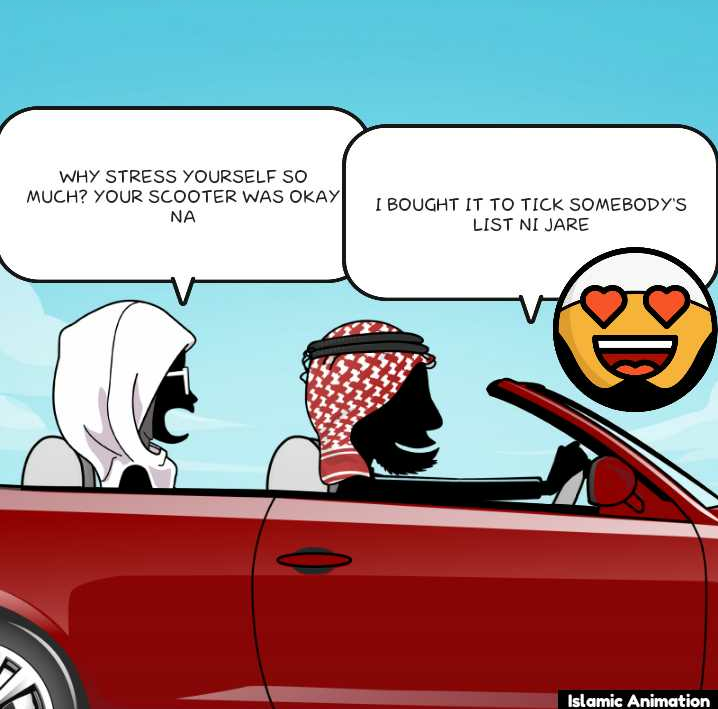 WHY STRESS YOURSELF SO
MUCH? YOUR SCOOTER WAS OKAY
NA
I BOUGHT IT TO TICK SOMEBODY'S
LIST NI JARE
Islamic Animation